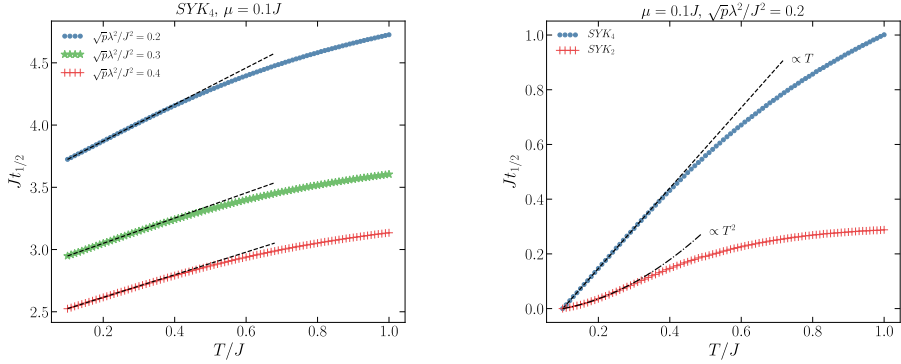 SYK₄, μ = 0.1J
√pλ²/J² = 0.2
√pλ²/J² = 0.3
√pλ²/J² = 0.4
4.5
4.0
3.5
3.0
2.5
Jt₁/₂
0.2 0.4 0.6 0.8 1.0
T/J
μ = 0.1J, √pλ²/J² = 0.2
SYK₄
SYK₂
∝ T
∝ T²
1.0
0.8
0.6
0.4
0.2
0.0
Jt₁/₂
0.2 0.4 0.6 0.8 1.0
T/J